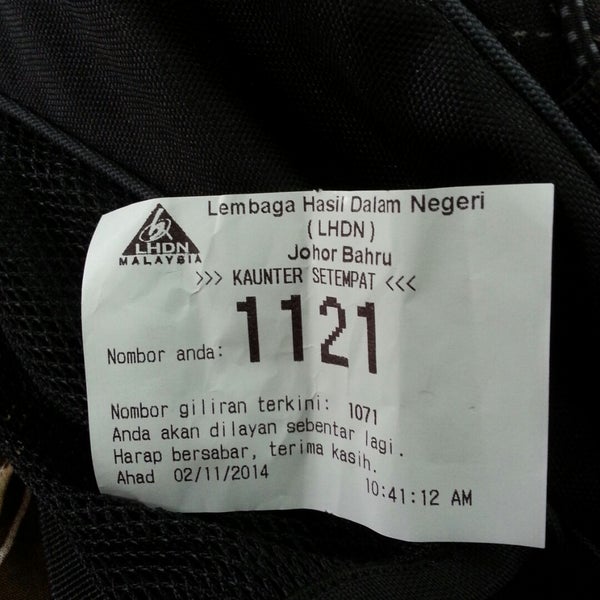 LHDN
MALAYSIA
Lembaga Hasil Dalam Negeri
( LHDN )
Johor Bahru
>>> KAUNTER SETEMPAT <<<
Nombor anda: 1121
Nombor giliran terkini: 1071
Anda akan dilayan sebentar lagi.
Harap bersabar, terima kasih.
Ahad 02/11/2014 10:41:12 AM